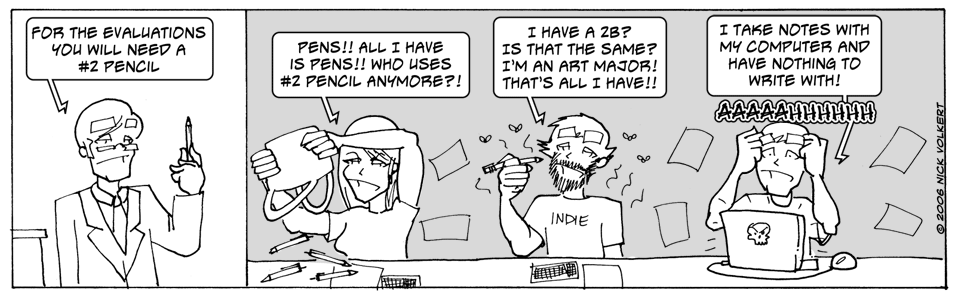 FOR THE EVALUATIONS
YOU WILL NEED A
#2 PENCIL
PENS!! ALL I HAVE
IS PENS!! WHO USES
#2 PENCIL ANYMORE?!
I HAVE A 2B?
IS THAT THE SAME?
I'M AN ART MAJOR!
THAT'S ALL I HAVE!!
INDIE
I TAKE NOTES WITH
MY COMPUTER AND
HAVE NOTHING TO
WRITE WITH!
AAAAAHHHHHH
© 2006 NICK VOLKERT